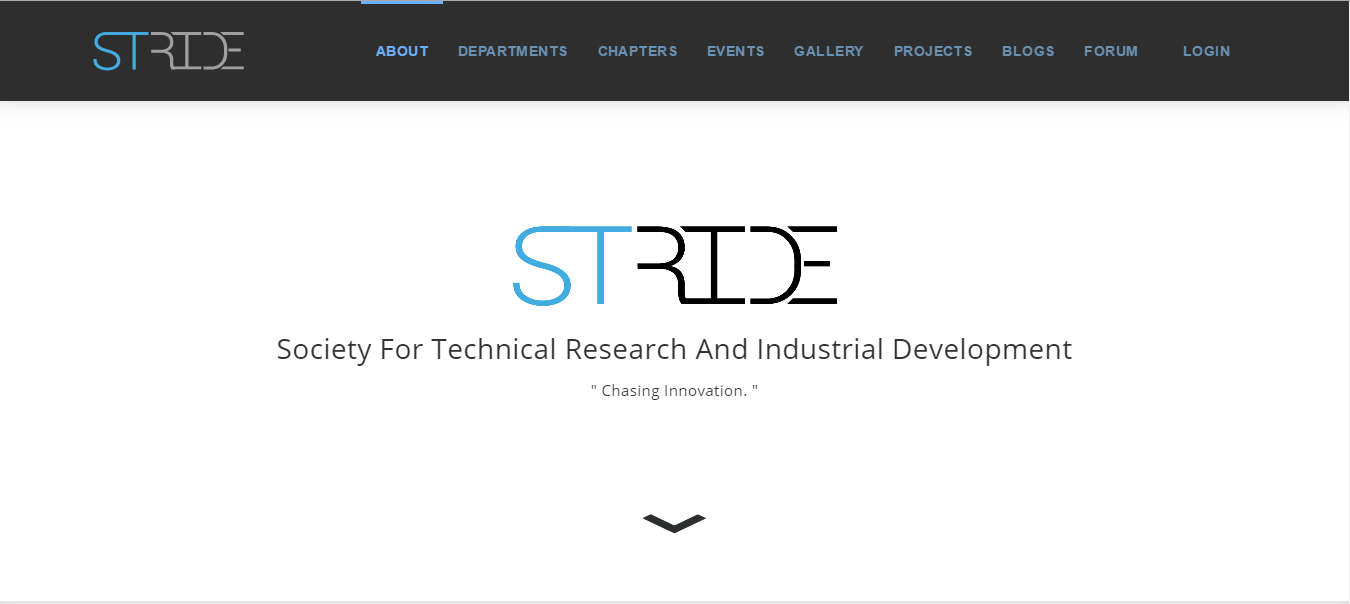 STRIDE ABOUT DEPARTMENTS CHAPTERS EVENTS GALLERY PROJECTS BLOGS FORUM LOGIN
STRIDE
Society For Technical Research And Industrial Development
" Chasing Innovation. "